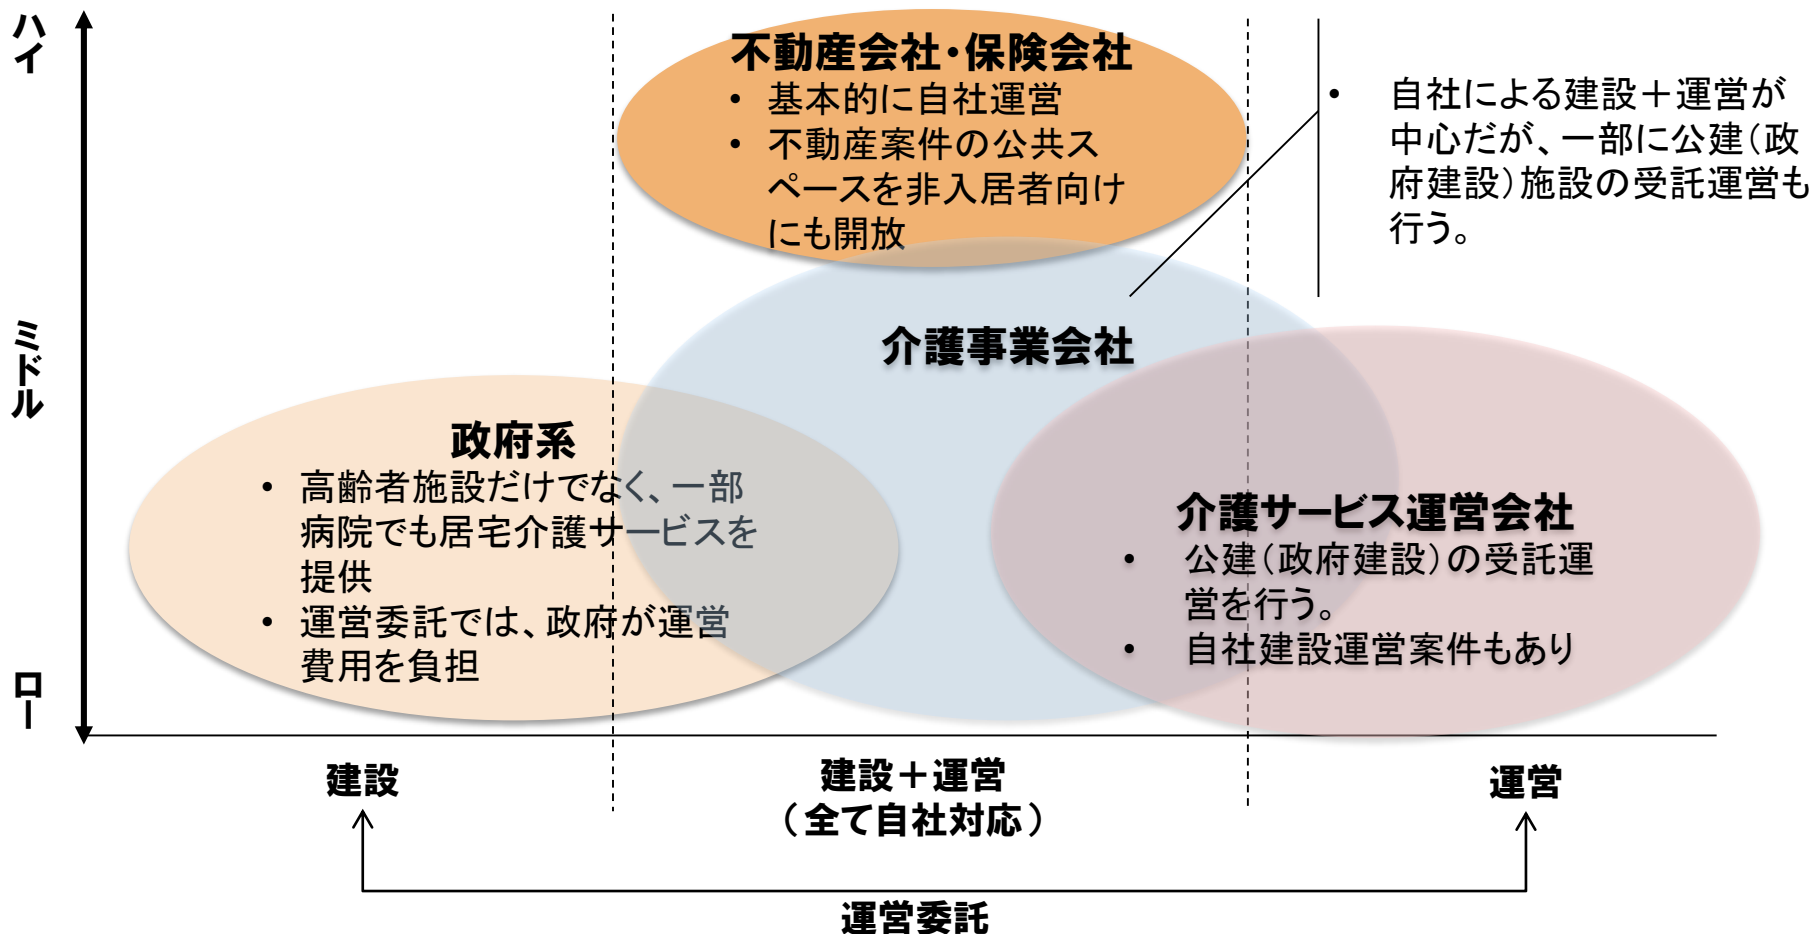 ハイ
ミドル
ロー
不動産会社・保険会社
• 基本的に自社運営
• 不動産案件の公共ス
ペースを非入居者向け
にも開放
• 自社による建設＋運営が
中心だが、一部に公建（政
府建設）施設の受託運営も
行う。
介護事業会社
政府系
• 高齢者施設だけでなく、一部
病院でも居宅介護サービスを
提供
• 運営委託では、政府が運営
費用を負担
介護サービス運営会社
• 公建（政府建設）の受託運
営を行う。
• 自社建設運営案件もあり
建設
建設＋運営
（全て自社対応）
運営
運営委託